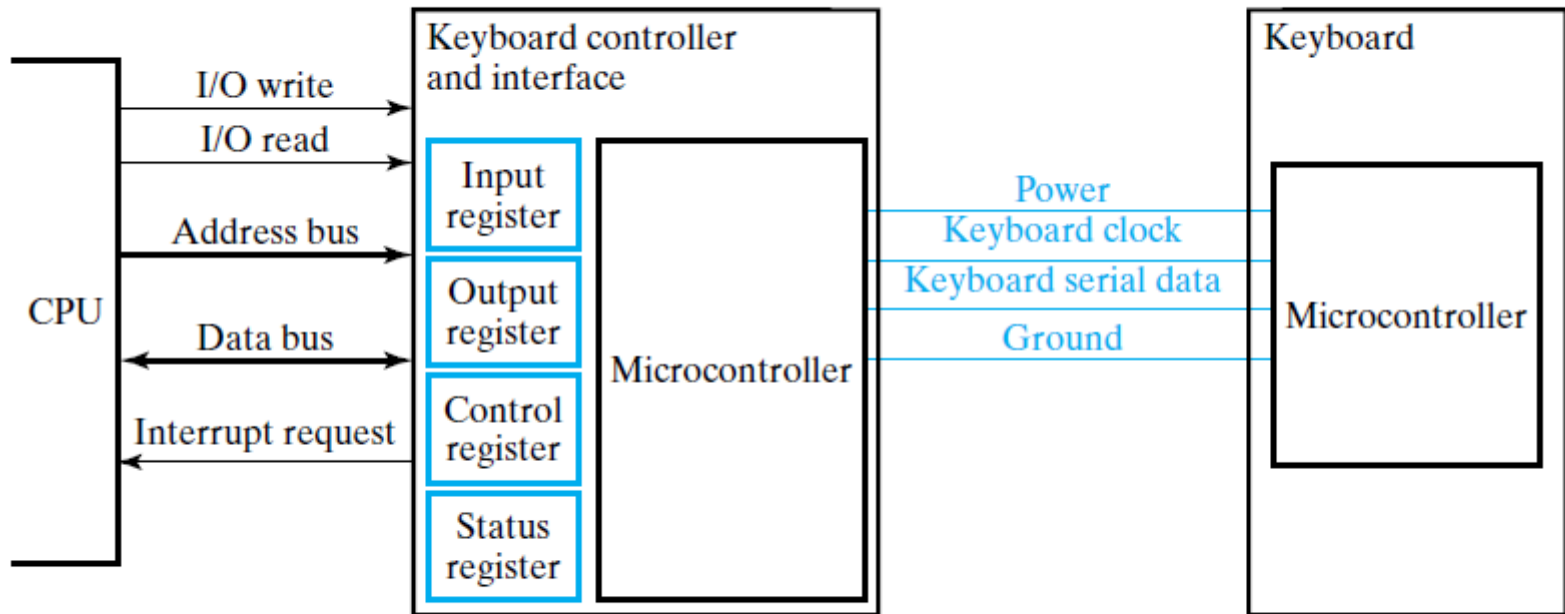 Keyboard controller
and interface
Keyboard
I/O write
I/O read
Address bus
CPU
Data bus
Interrupt request
Input
register
Output
register
Control
register
Status
register
Microcontroller
Power
Keyboard clock
Keyboard serial data
Ground
Microcontroller